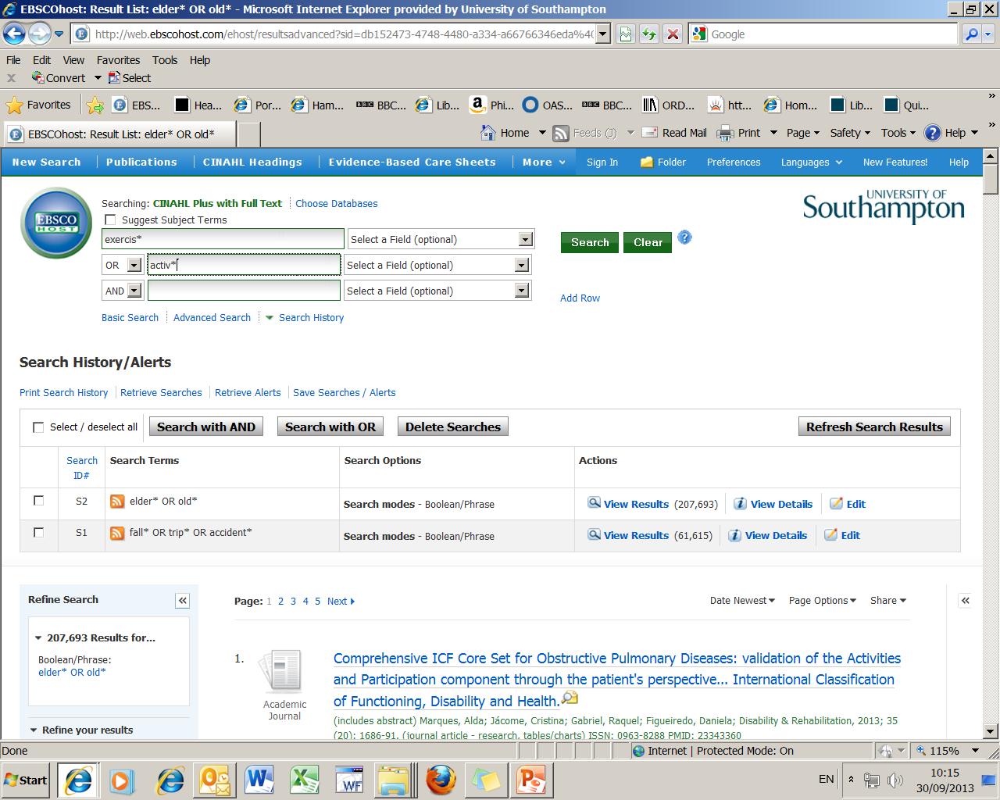 EBSCOhost: Result List: elder* OR old* - Microsoft Internet Explorer provided by University of Southampton
http://web.ebscohost.com/ehost/resultsadvanced?sid=db152473-4748-4480-a334-a66766346eda%40
Google
File Edit View Favorites Tools Help
x Convert Select
Favorites EBS... Hea... Por... Ham... BBC BBC... Lib... Phi... OAS... BBC BBC... ORD... htt... Hom... Lib... Qui... »
EBSCOhost: Result List: elder* OR old* Home Feeds (J) Read Mail Print Page Safety Tools Help »
New Search Publications CINAHL Headings Evidence-Based Care Sheets More Sign In Folder Preferences Languages New Features! Help
EBSCO
HOST
Searching: CINAHL Plus with Full Text Choose Databases
UNIVERSITY OF
Southampton
Suggest Subject Terms
exercis* Select a Field (optional) Search Clear ?
OR activ* Select a Field (optional)
AND Select a Field (optional) Add Row
Basic Search Advanced Search Search History
Search History/Alerts
Print Search History Retrieve Searches Retrieve Alerts Save Searches / Alerts
Select / deselect all Search with AND Search with OR Delete Searches Refresh Search Results
Search ID# Search Terms Search Options Actions
S2 elder* OR old* Search modes - Boolean/Phrase View Results (207,693) View Details Edit
S1 fall* OR trip* OR accident* Search modes - Boolean/Phrase View Results (61,615) View Details Edit
Refine Search «
207,693 Results for...
Boolean/Phrase:
elder* OR old*
Refine your results
Page: 1 2 3 4 5 Next Date Newest Page Options Share «
1.
Academic
Journal
Comprehensive ICF Core Set for Obstructive Pulmonary Diseases: validation of the Activities
and Participation component through the patient's perspective... International Classification
of Functioning, Disability and Health.
(includes abstract) Marques, Alda; Jácome, Cristina; Gabriel, Raquel; Figueiredo, Daniela; Disability & Rehabilitation, 2013; 35
(20): 1686-91. (journal article - research, tables/charts) ISSN: 0963-8288 PMID: 23343360
Done Internet | Protected Mode: On 115%
Start WF EN 10:15
30/09/2013